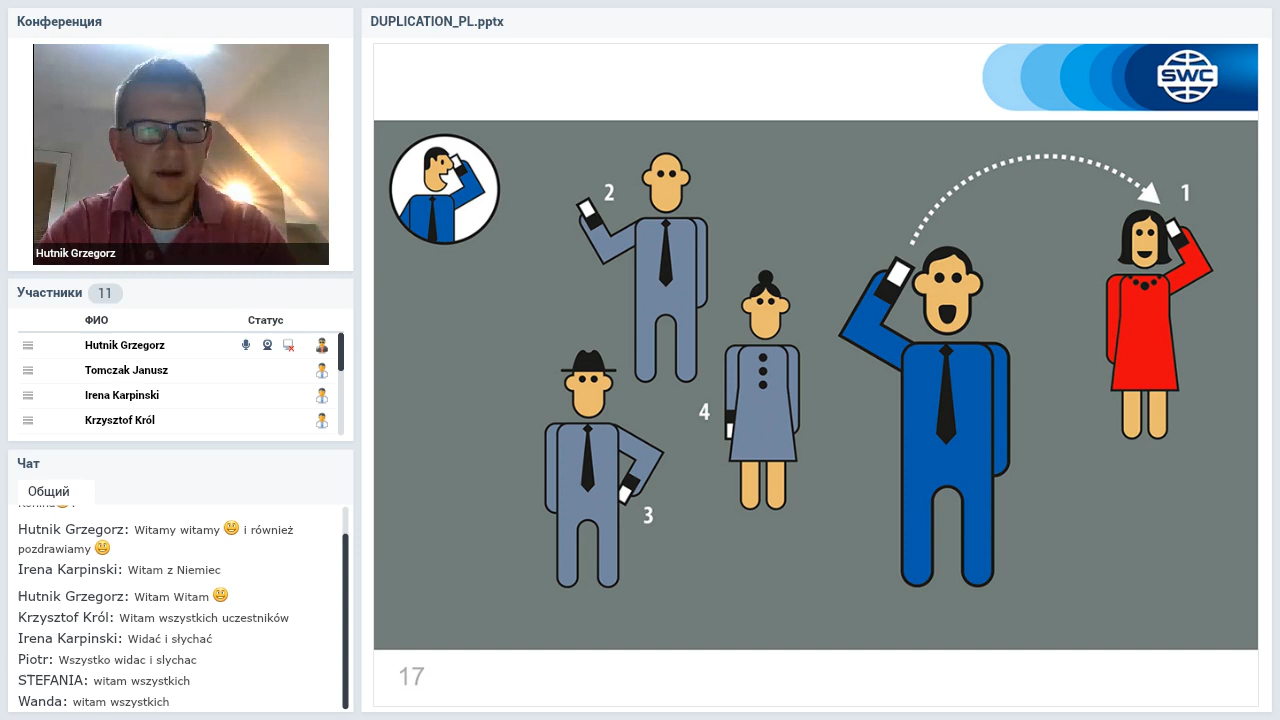 Конференция
Hutnik Grzegorz
Участники 11
ФИО Статус
Hutnik Grzegorz
Tomczak Janusz
Irena Karpinski
Krzysztof Król
Чат
Общий
Hutnik Grzegorz: Witamy witamy i również
pozdrawiamy
Irena Karpinski: Witam z Niemiec
Hutnik Grzegorz: Witam Witam
Krzysztof Król: Witam wszystkich uczestników
Irena Karpinski: Widać i słychać
Piotr: Wszystko widac i slychac
STEFANIA: witam wszystkich
Wanda: witam wszystkich
DUPLICATION_PL.pptx
SWC
2
1
4
3
17